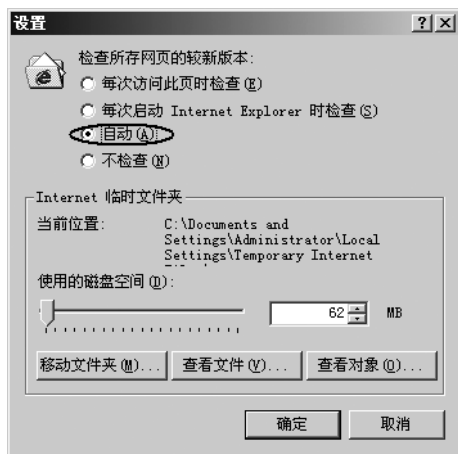 设置
检查所存网页的较新版本:
每次访问此页时检查(E)
每次启动 Internet Explorer 时检查(S)
自动(A)
不检查(N)
Internet 临时文件夹
当前位置: C:\Documents and
Settings\Administrator\Local
Settings\Temporary Internet
使用的磁盘空间(D):
62 MB
移动文件夹(M)... 查看文件(V)... 查看对象(O)...
确定 取消